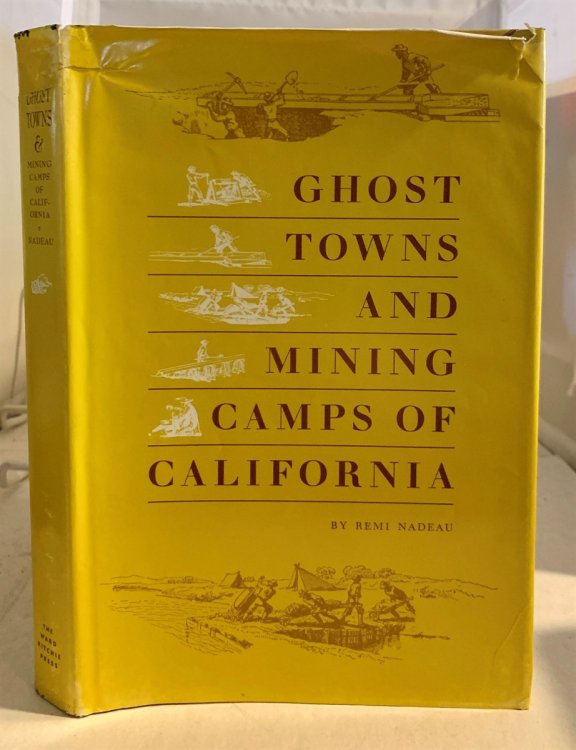 GHOST
TOWNS
&
MINING
CAMPS
OF
CALIF-
ORNIA
NADEAU
THE
WARD
RITCHIE
PRESS
GHOST
TOWNS
AND
MINING
CAMPS OF
CALIFORNIA
BY REMI NADEAU